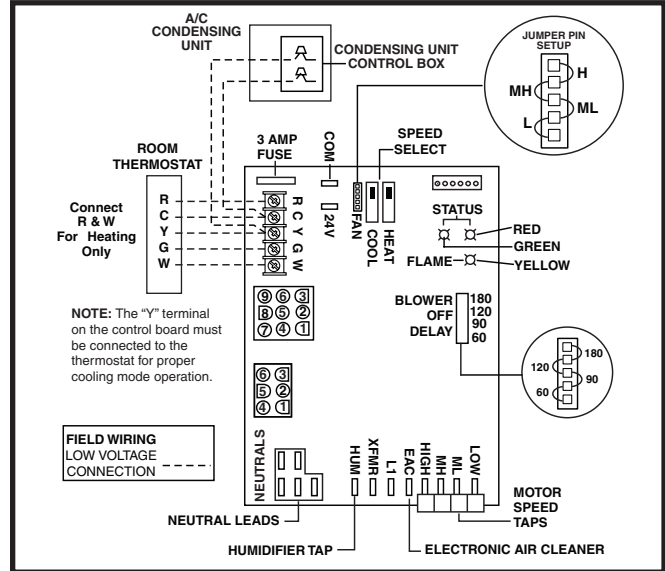 A/C
CONDENSING
UNIT
CONDENSING UNIT
CONTROL BOX
JUMPER PIN
SETUP
H
MH
ML
L
ROOM
THERMOSTAT
3 AMP
FUSE
COM
SPEED
SELECT
Connect
R & W
For Heating
Only
R
C
Y
G
W
R
C
Y
G
W
24V
FAN
COOL
HEAT
STATUS
RED
GREEN
FLAME
YELLOW
NOTE: The “Y” terminal
on the control board must
be connected to the
thermostat for proper
cooling mode operation.
9 6 3
8 5 2
7 4 1
BLOWER
OFF
DELAY
180
120
90
60
180
120
90
60
6 3
5 2
4 1
FIELD WIRING
LOW VOLTAGE
CONNECTION
NEUTRALS
HUM
XFMR
L1
EAC
HIGH
MH
ML
LOW
NEUTRAL LEADS
MOTOR
SPEED
TAPS
HUMIDIFIER TAP
ELECTRONIC AIR CLEANER